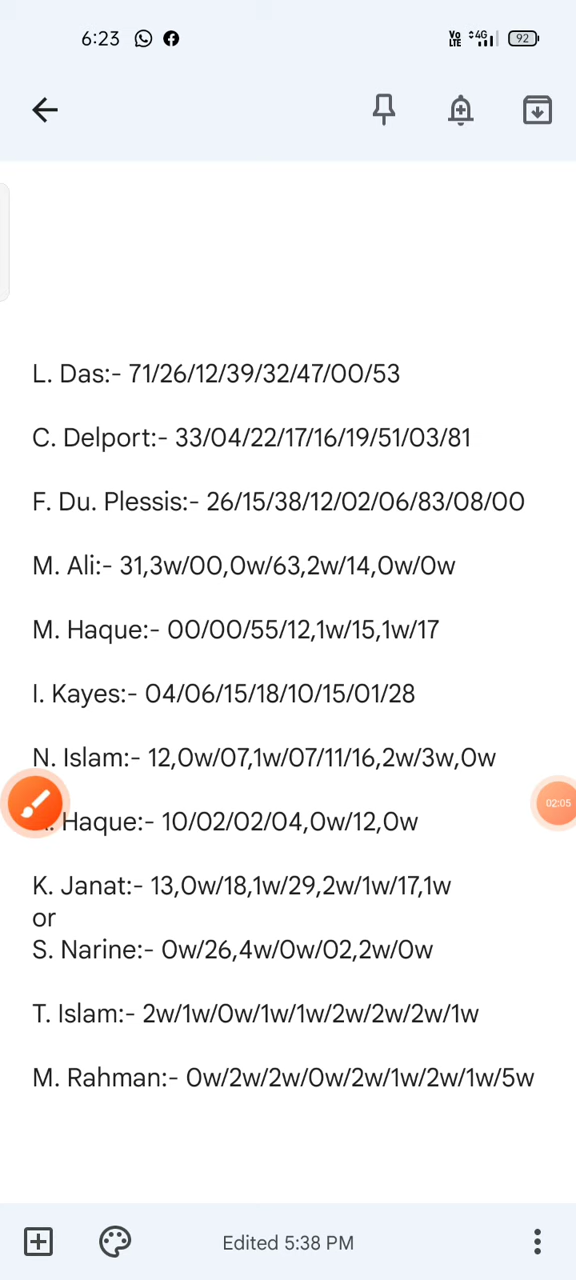 6:23
Vo LTE 4G 92
L. Das:- 71/26/12/39/32/47/00/53
C. Delport:- 33/04/22/17/16/19/51/03/81
F. Du. Plessis:- 26/15/38/12/02/06/83/08/00
M. Ali:- 31,3w/00,0w/63,2w/14,0w/0w
M. Haque:- 00/00/55/12,1w/15,1w/17
I. Kayes:- 04/06/15/18/10/15/01/28
N. Islam:- 12,0w/07,1w/07/11/16,2w/3w,0w
Haque:- 10/02/02/04,0w/12,0w
02:05
K. Janat:- 13,0w/18,1w/29,2w/1w/17,1w
or
S. Narine:- 0w/26,4w/0w/02,2w/0w
T. Islam:- 2w/1w/0w/1w/1w/2w/2w/2w/1w
M. Rahman:- 0w/2w/2w/0w/2w/1w/2w/1w/5w
Edited 5:38 PM